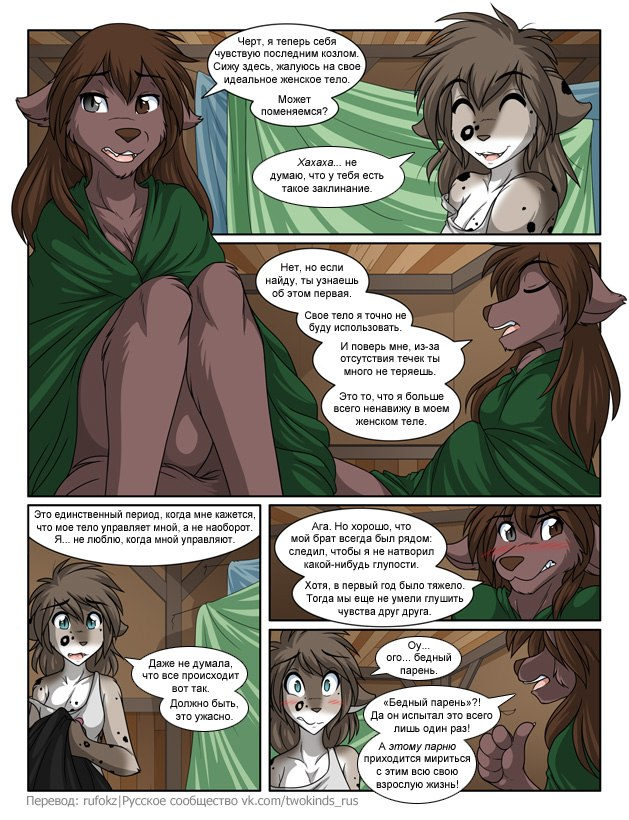 Черт, я теперь себя
чувствую последним козлом.
Сижу здесь, жалуюсь на свое
идеальное женское тело.
Может
поменяемся?
Хахаха... не
думаю, что у тебя есть
такое заклинание.
Нет, но если
найду, ты узнаешь
об этом первая.
Свое тело я точно не
буду использовать.
И поверь мне, из-за
отсутствия течек ты
много не теряешь.
Это то, что я больше
всего ненавижу в моем
женском теле.
Это единственный период, когда мне кажется,
что мое тело управляет мной, а не наоборот.
Я... не люблю, когда мной управляют.
Даже не думала,
что все происходит
вот так.
Должно быть,
это ужасно.
Ага. Но хорошо, что
мой брат всегда был рядом:
следил, чтобы я не натворил
какой-нибудь глупости.
Хотя, в первый год было тяжело.
Тогда мы еще не умели глушить
чувства друг друга.
Оу...
ого... бедный
парень.
«Бедный парень»?!
Да он испытал это всего
лишь один раз!
А этому парню
приходится мириться
с этим всю свою
взрослую жизнь!
Перевод: rufokz|Русское сообщество vk.com/twokinds_rus